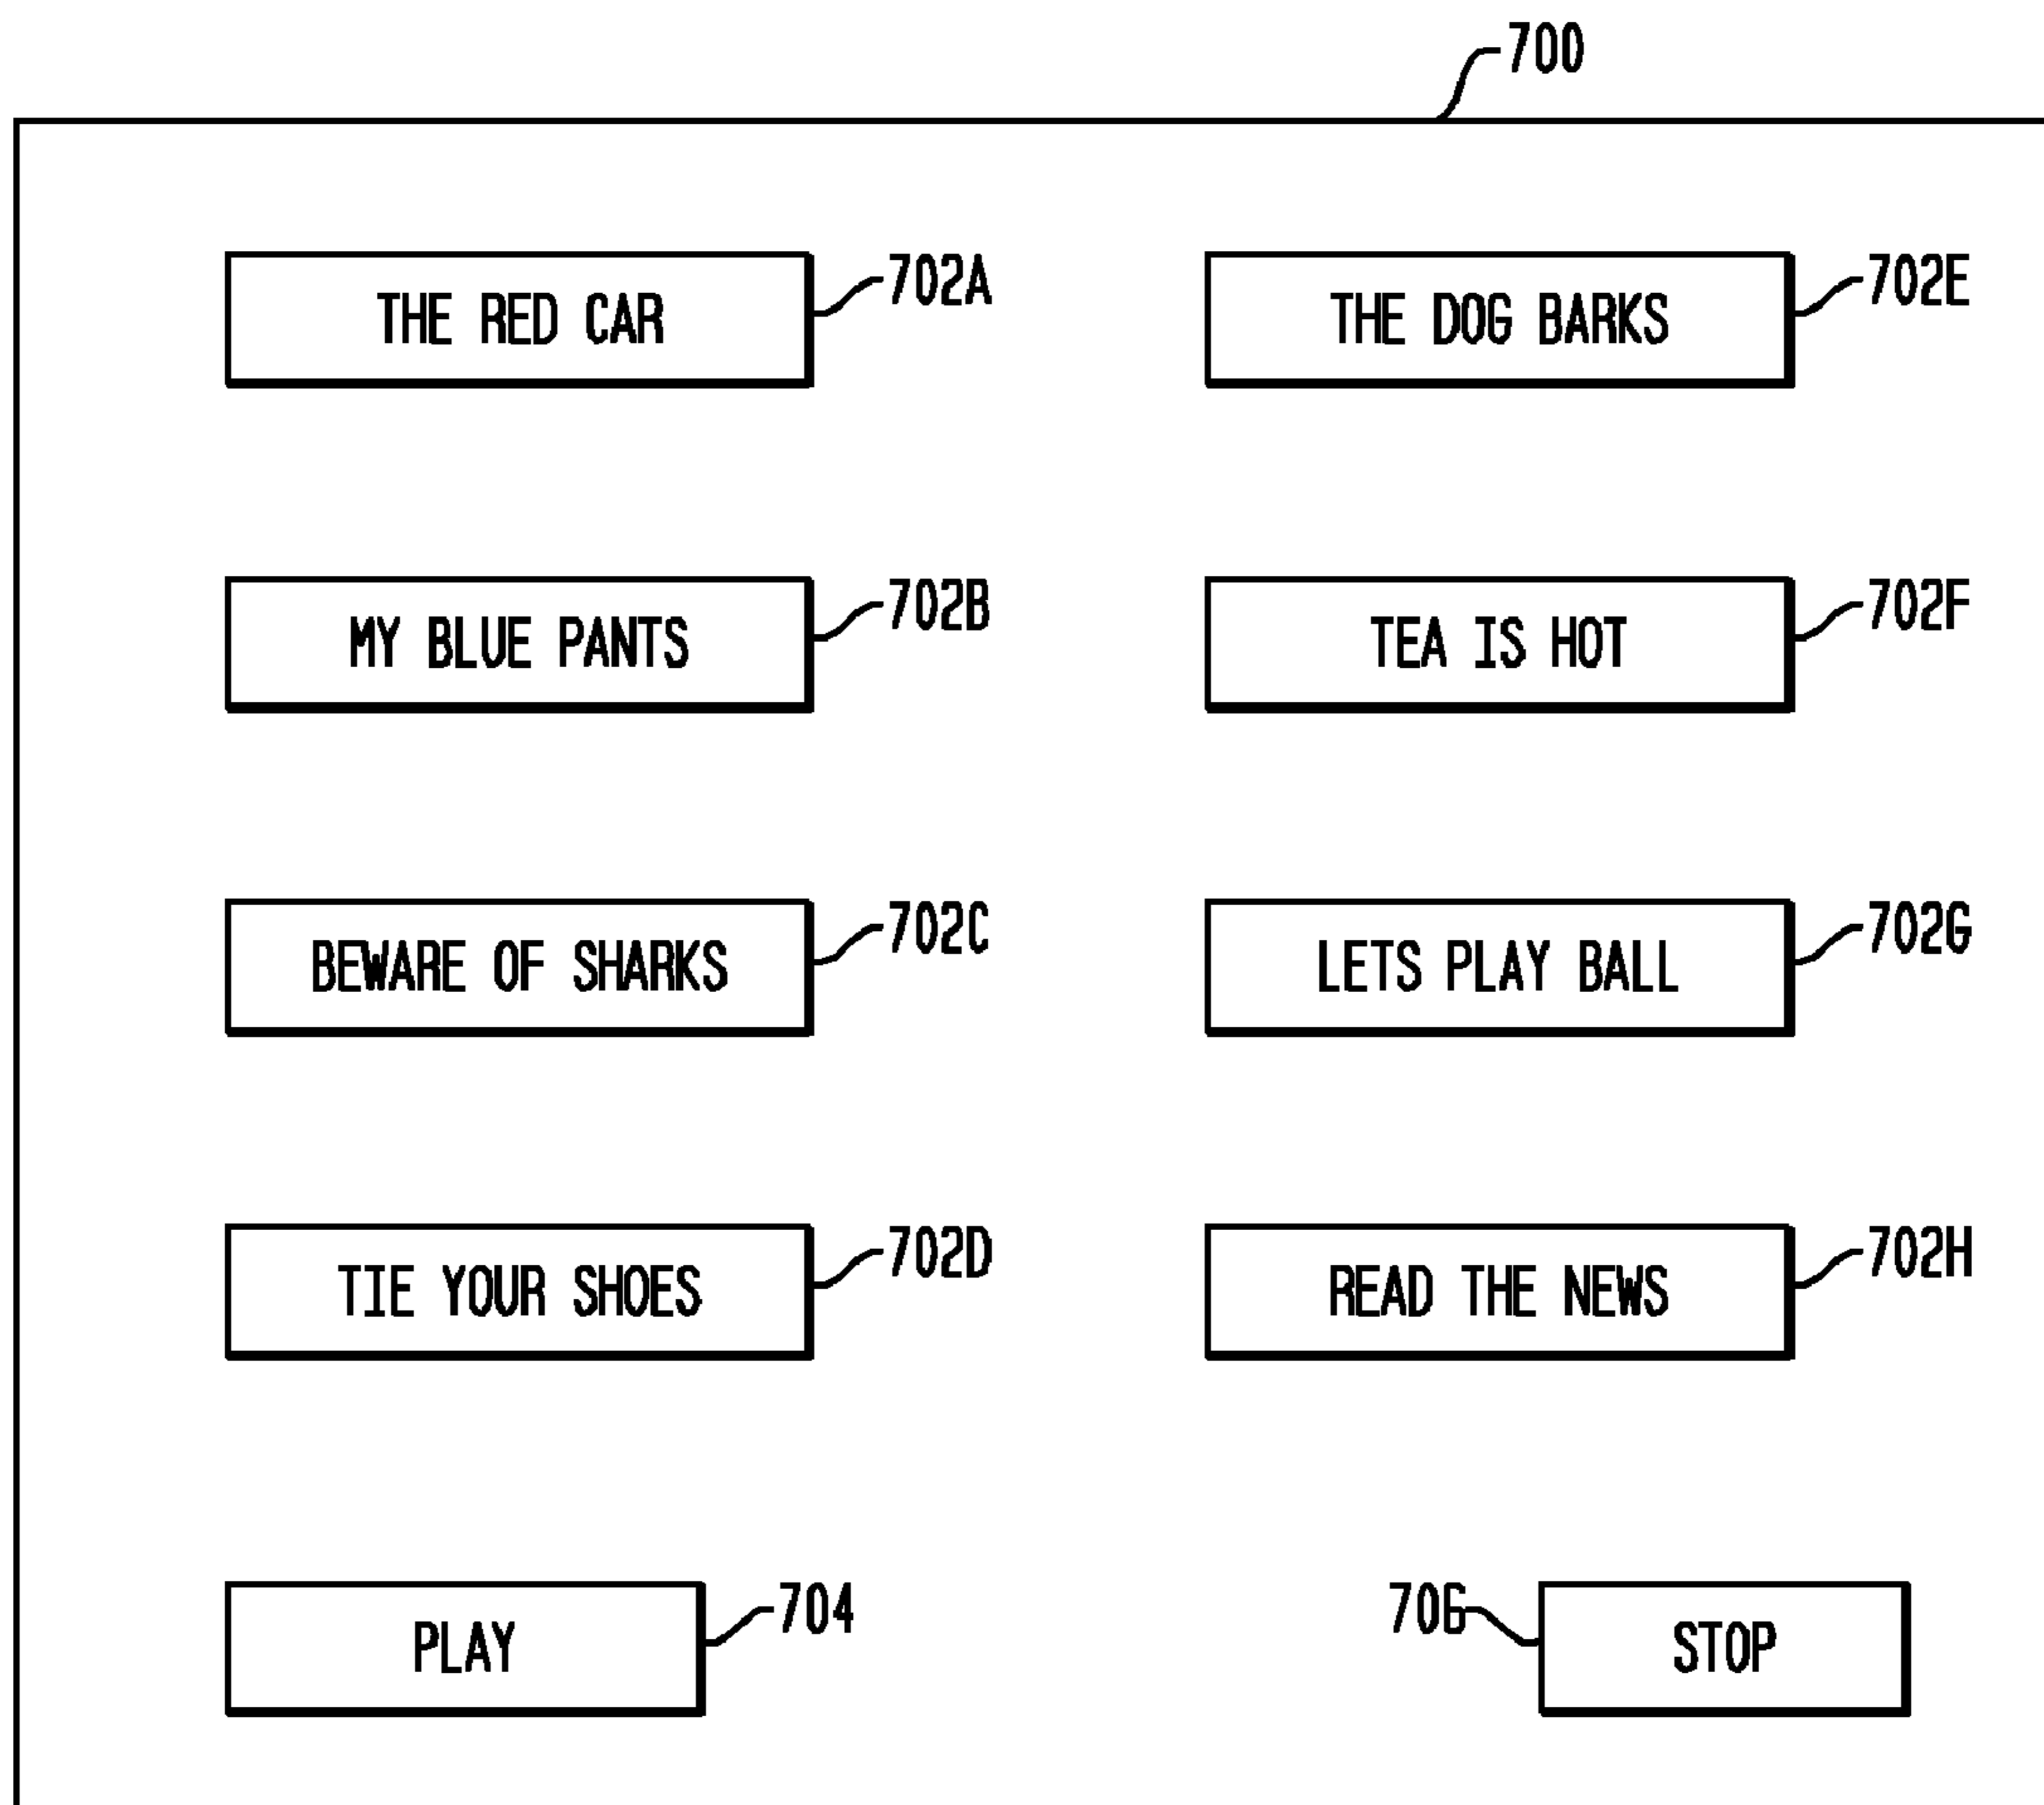 700
THE RED CAR 702A THE DOG BARKS 702E
MY BLUE PANTS 702B TEA IS HOT 702F
BEWARE OF SHARKS 702C LETS PLAY BALL 702G
TIE YOUR SHOES 702D READ THE NEWS 702H
PLAY 704 706 STOP